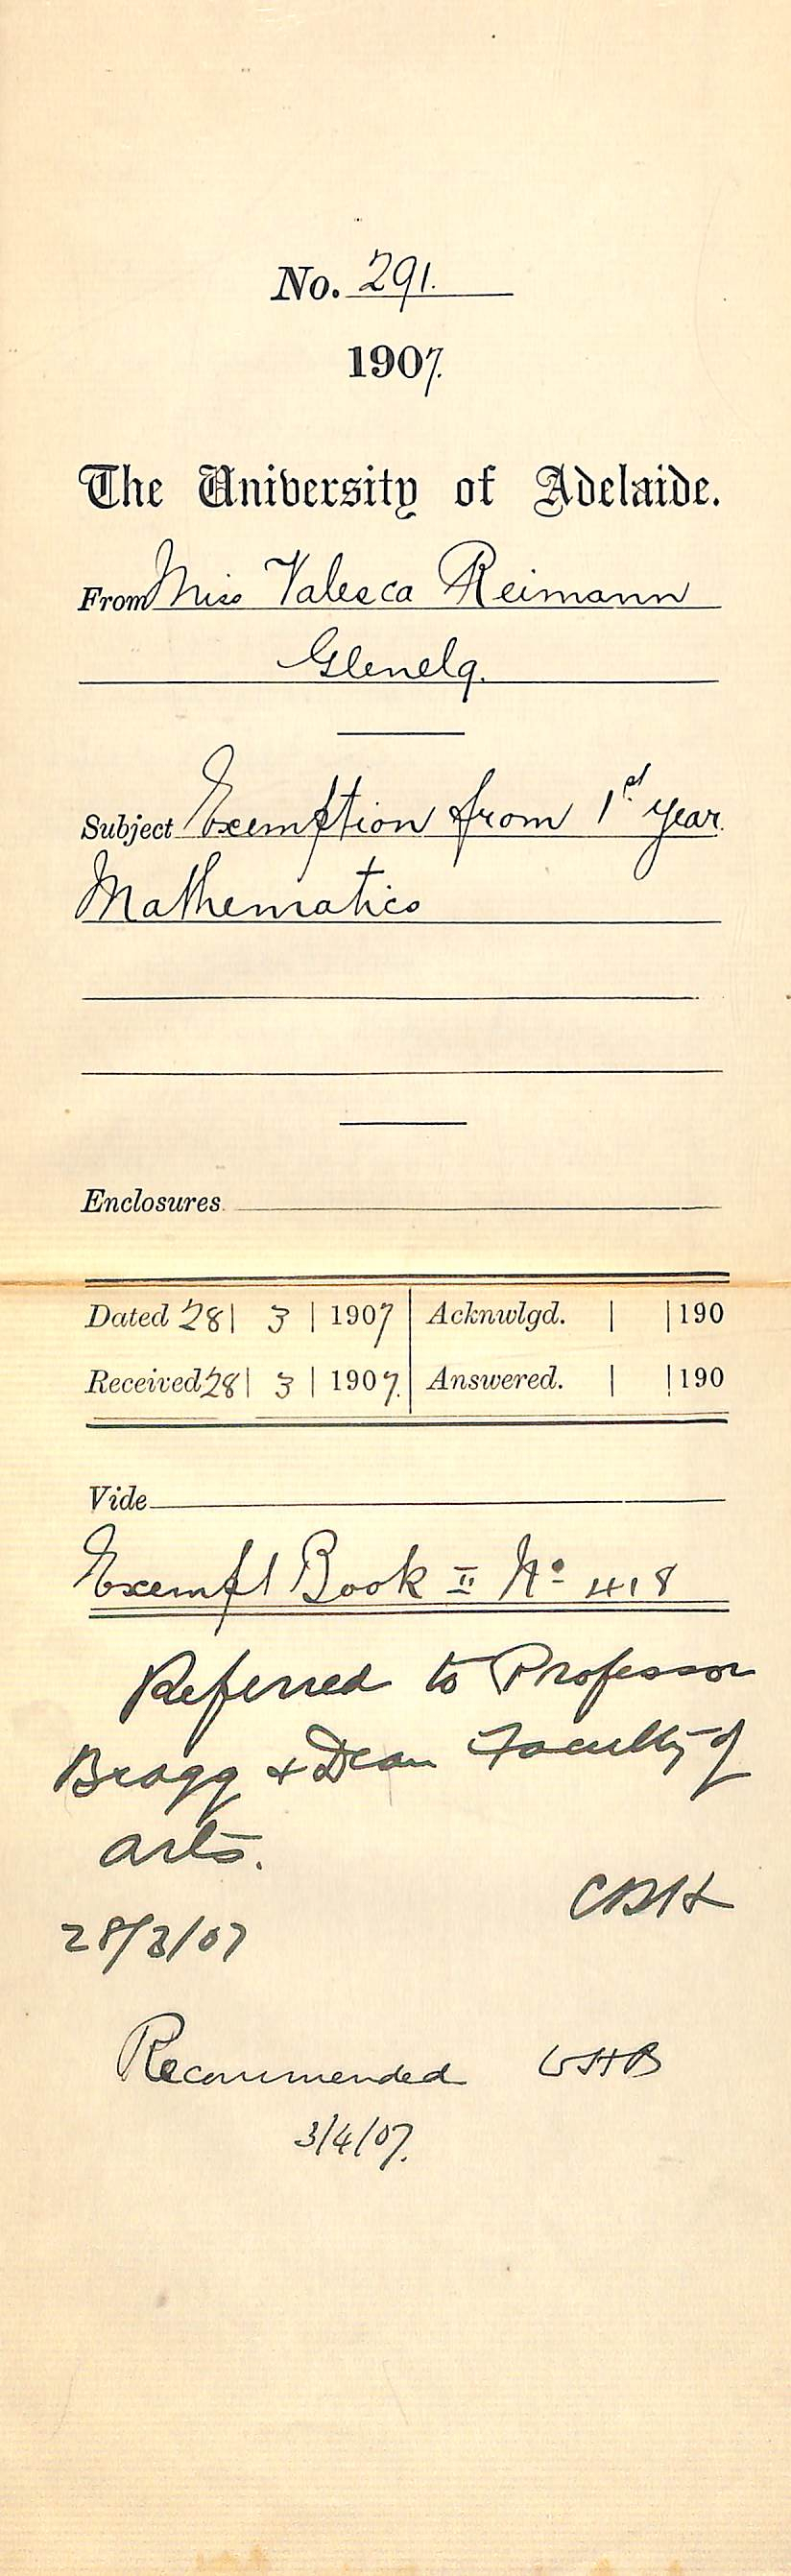 No. 291.
1907.
The University of Adelaide.
From Miss Valesca Reimann
Glenelg.
Subject Exemption from 1st year
Mathematics
Enclosures
Dated 28| 3 | 1907 | Acknwlgd. | |190
Received 28| 3 | 1907. | Answered. | |190
Vide
Exempt Book II No 418
Referred to Professor
Bragg + Dean Faculty of
Arts.
CRH
28/3/07
Recommended WHB
3/4/07.